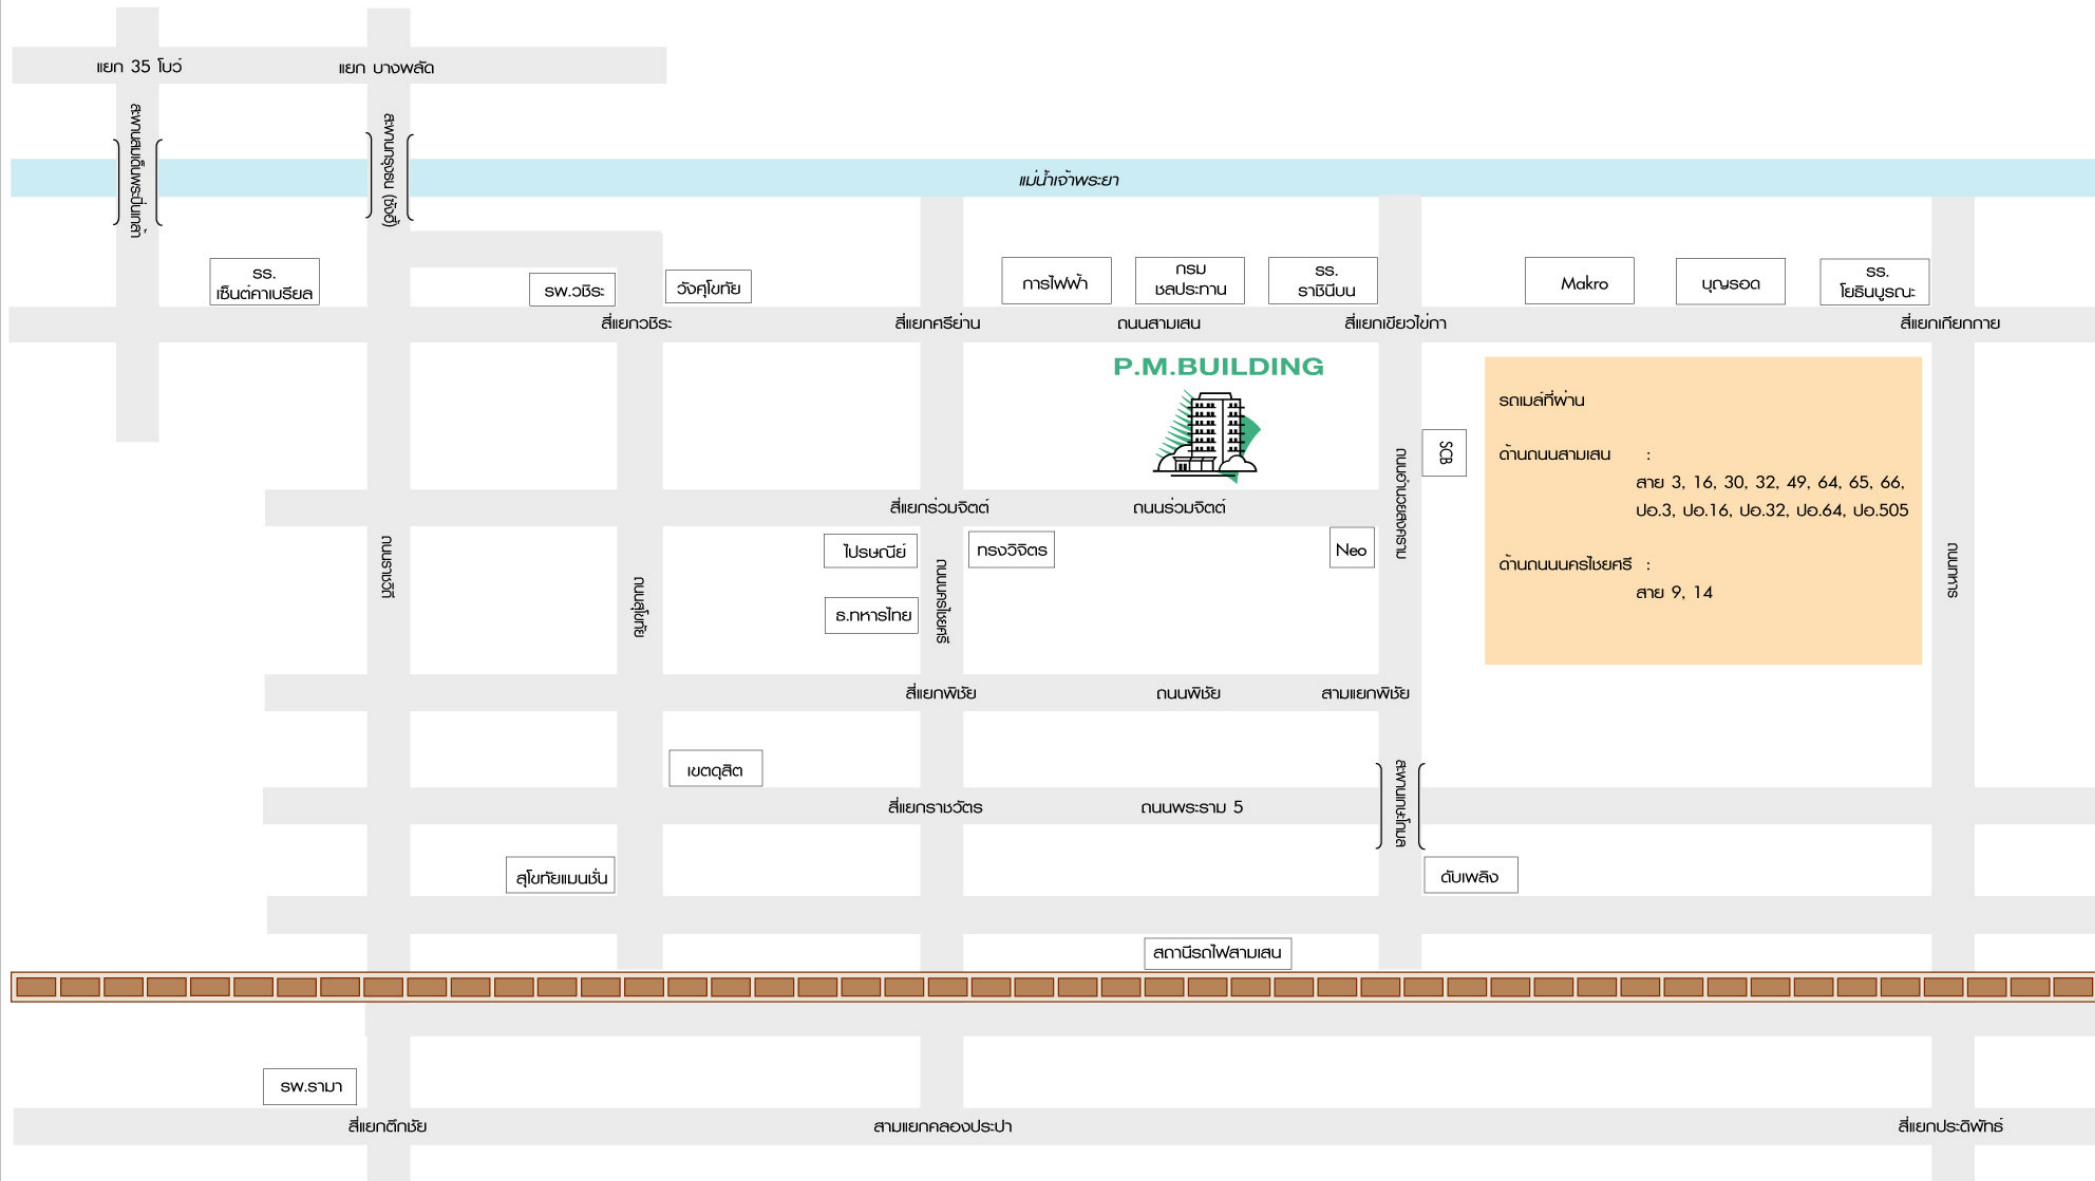 แยก 35 โบว์
แยก บางพลัด
สะพานสมเด็จพระปิ่นเกล้า
สะพานกรุงธน (ซังฮี้)
แม่น้ำเจ้าพระยา
รร.
เซ็นต์คาเบรียล
รพ.วชิระ
วังศุโขทัย
การไฟฟ้า
กรม
ชลประทาน
รร.
ราชินีบน
Makro
บุญรอด
รร.
โยธินบูรณะ
สี่แยกวชิระ
สี่แยกศรีย่าน
ถนนสามเสน
สี่แยกเขียวไข่กา
สี่แยกเกียกกาย
P.M.BUILDING
SCB
รถเมล์ที่ผ่าน
ด้านถนนสามเสน :
สาย 3, 16, 30, 32, 49, 64, 65, 66,
ปอ.3, ปอ.16, ปอ.32, ปอ.64, ปอ.505
ด้านถนนนครไชยศรี :
สาย 9, 14
สี่แยกร่วมจิตต์
ถนนร่วมจิตต์
ถนนอำนวยสงคราม
ถนนราชวิถี
ถนนสุโขทัย
ไปรษณีย์
ถนนนครไชยศรี
ทรงวิจิตร
Neo
ถนนทหาร
ธ.ทหารไทย
สี่แยกพิชัย
ถนนพิชัย
สามแยกพิชัย
เขตดุสิต
สะพานเกษะโกมล
สี่แยกราชวัตร
ถนนพระราม 5
สุโขทัยแมนชั่น
ดับเพลิง
สถานีรถไฟสามเสน
รพ.รามา
สี่แยกตึกชัย
สามแยกคลองประปา
สี่แยกประดิพัทธ์